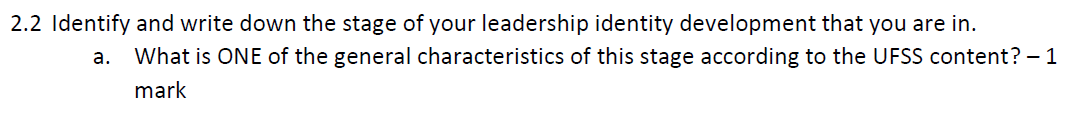 2.2 Identify and write down the stage of your leadership identity development that you are in.
a. What is ONE of the general characteristics of this stage according to the UFSS content? – 1
mark